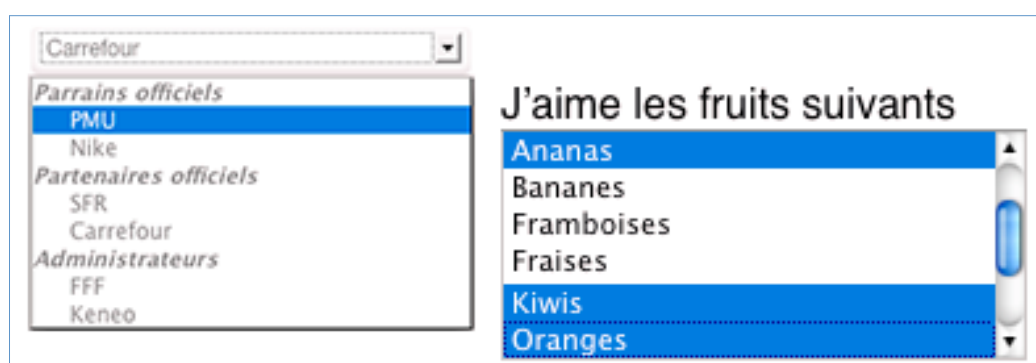 Carrefour
Parrains officiels
PMU
Nike
Partenaires officiels
SFR
Carrefour
Administrateurs
FFF
Keneo
J'aime les fruits suivants
Ananas
Bananes
Framboises
Fraises
Kiwis
Oranges